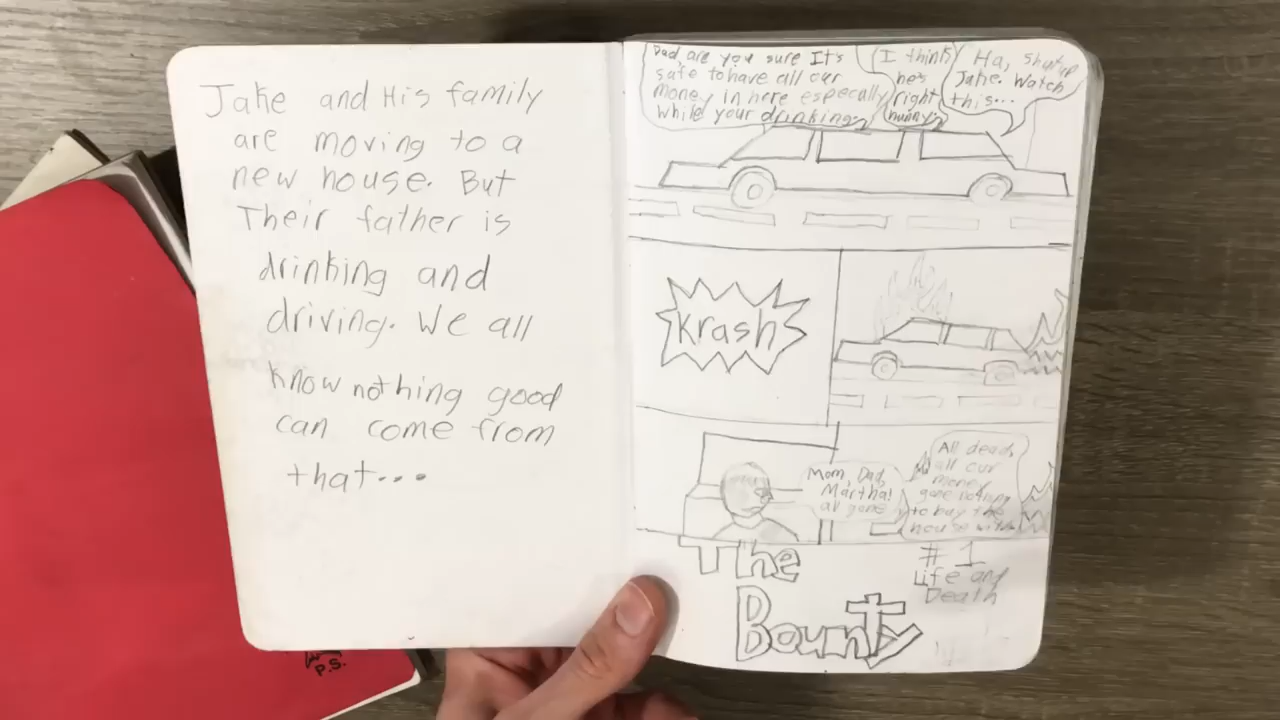 Jake and His family
are moving to a
new house. But
Their father is
drinking and
driving. We all
know nothing good
can come from
that...
Dad, are you sure It's
safe to have all our
money in here especally
while your drinking?
I think
he's
right
hunny.
Ha, shutup
Jake. Watch
this...
Krash
Mom, Dad,
Martha!
all gone
All dead,
all our
money
gone nothing
to buy the
house with
The
Bounty
#1
Life and
Death
P.S.